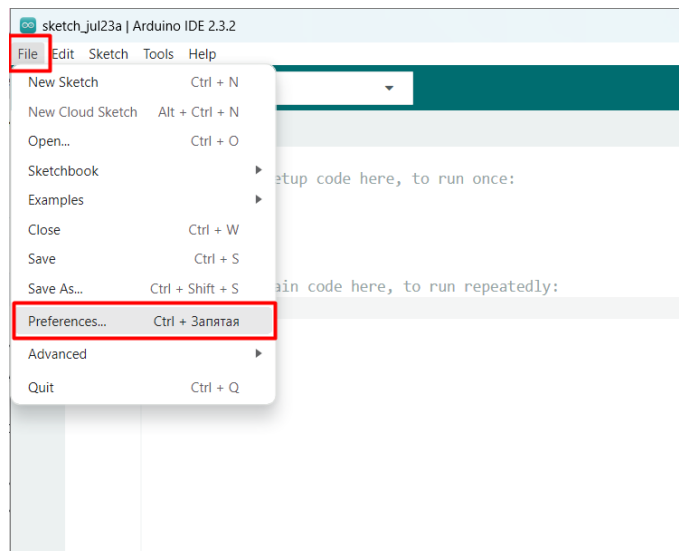 sketch_jul23a | Arduino IDE 2.3.2
File Edit Sketch Tools Help
New Sketch Ctrl + N
New Cloud Sketch Alt + Ctrl + N
Open... Ctrl + O
Sketchbook
etup code here, to run once:
Examples
Close Ctrl + W
Save Ctrl + S
Save As... Ctrl + Shift + S
ain code here, to run repeatedly:
Preferences... Ctrl + Запятая
Advanced
Quit Ctrl + Q